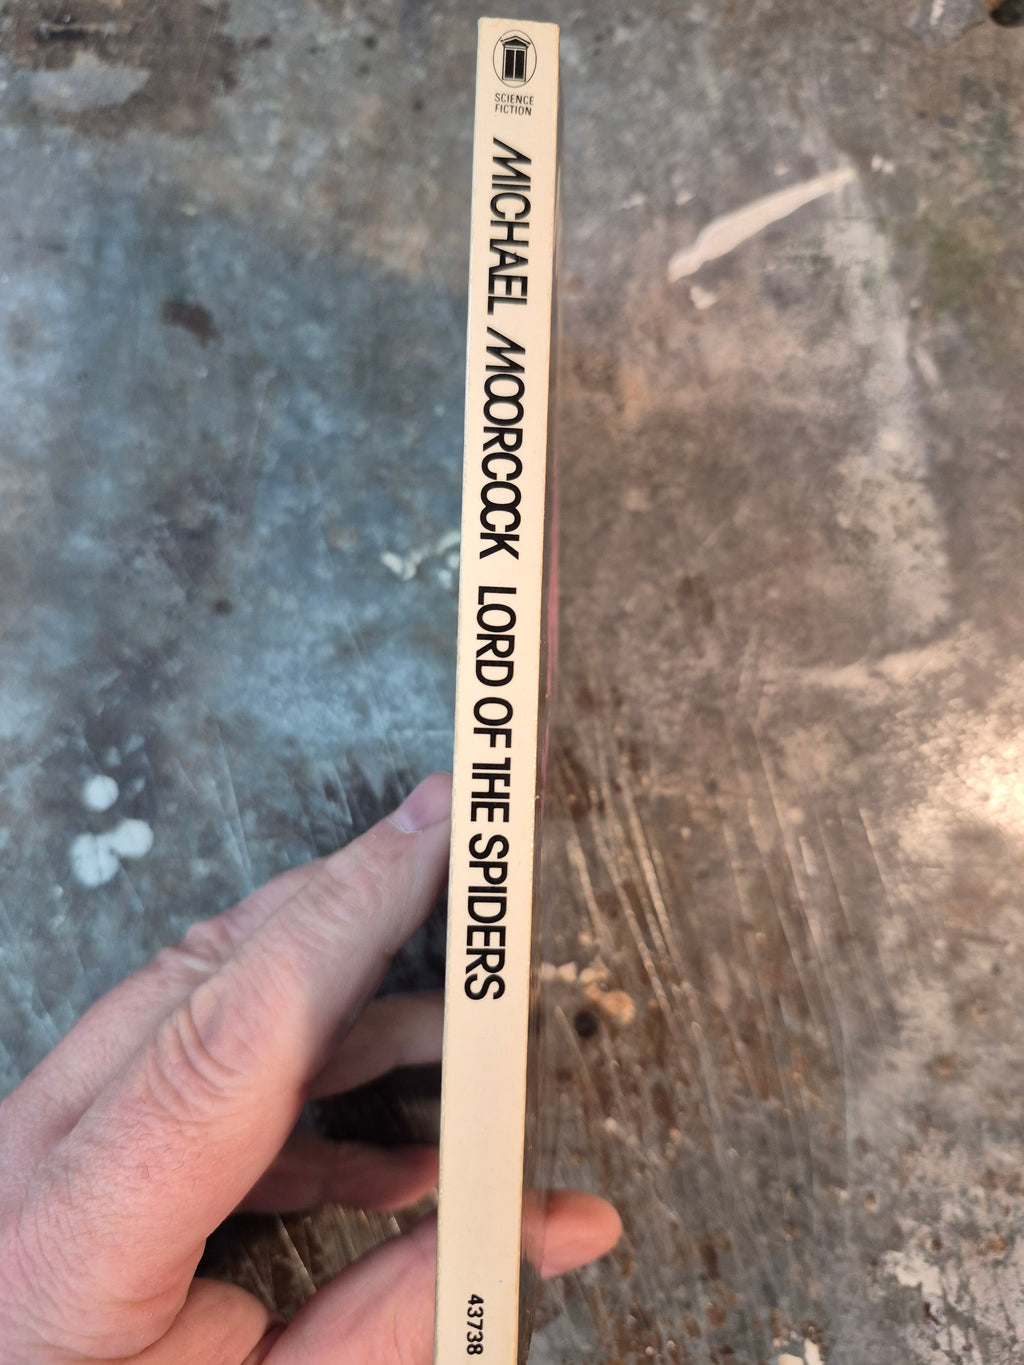 SCIENCE
FICTION
MICHAEL MOORCOCK LORD OF THE SPIDERS
43738